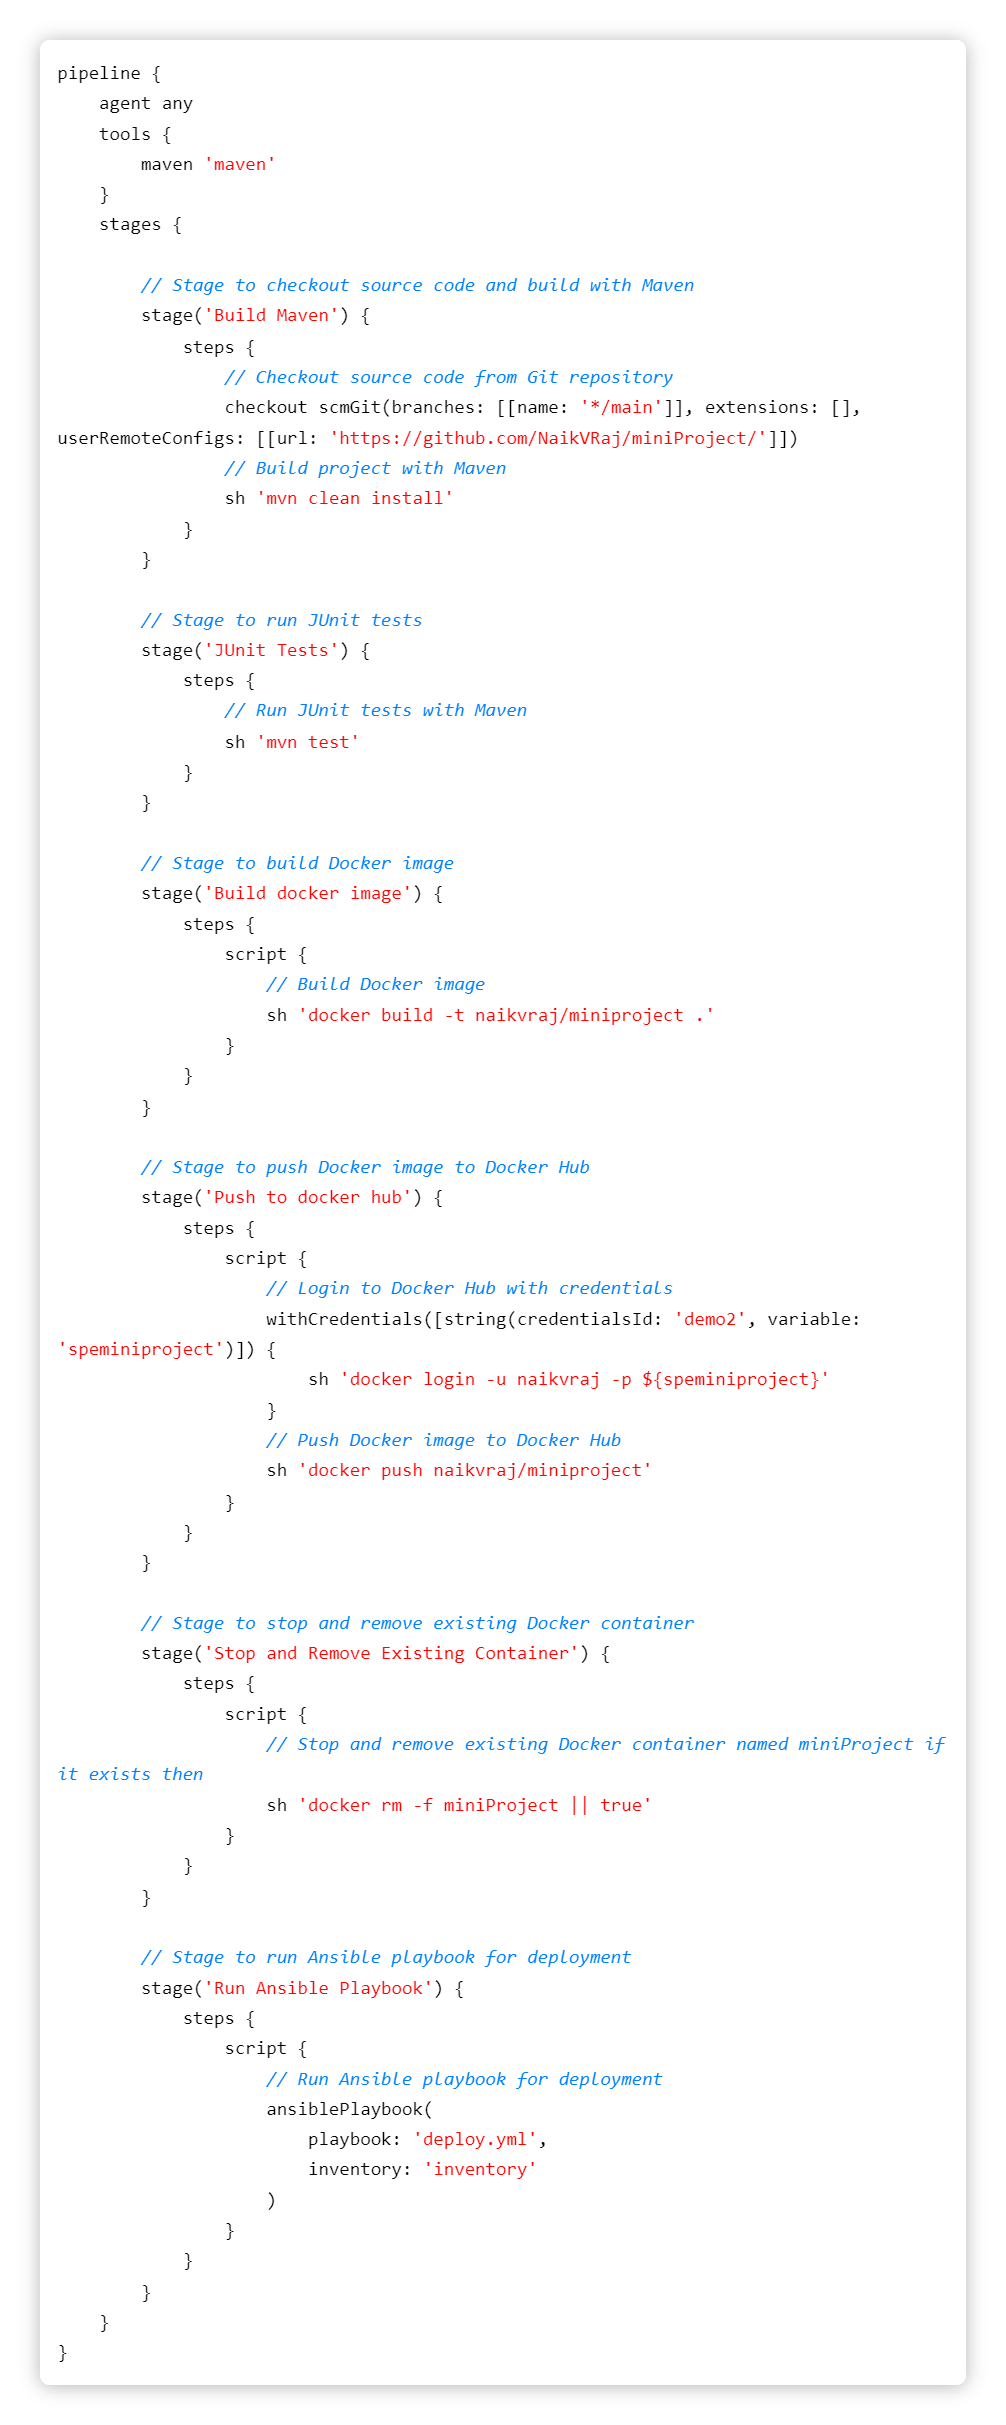 pipeline {
    agent any
    tools {
        maven 'maven'
    }
    stages {

        // Stage to checkout source code and build with Maven
        stage('Build Maven') {
            steps {
                // Checkout source code from Git repository
                checkout scmGit(branches: [[name: '*/main']], extensions: [],
userRemoteConfigs: [[url: 'https://github.com/NaikVRaj/miniProject/']])
                // Build project with Maven
                sh 'mvn clean install'
            }
        }

        // Stage to run JUnit tests
        stage('JUnit Tests') {
            steps {
                // Run JUnit tests with Maven
                sh 'mvn test'
            }
        }

        // Stage to build Docker image
        stage('Build docker image') {
            steps {
                script {
                    // Build Docker image
                    sh 'docker build -t naikvraj/miniproject .'
                }
            }
        }

        // Stage to push Docker image to Docker Hub
        stage('Push to docker hub') {
            steps {
                script {
                    // Login to Docker Hub with credentials
                    withCredentials([string(credentialsId: 'demo2', variable:
'speminiproject')]) {
                        sh 'docker login -u naikvraj -p ${speminiproject}'
                    }
                    // Push Docker image to Docker Hub
                    sh 'docker push naikvraj/miniproject'
                }
            }
        }

        // Stage to stop and remove existing Docker container
        stage('Stop and Remove Existing Container') {
            steps {
                script {
                    // Stop and remove existing Docker container named miniProject if
it exists then
                    sh 'docker rm -f miniProject || true'
                }
            }
        }

        // Stage to run Ansible playbook for deployment
        stage('Run Ansible Playbook') {
            steps {
                script {
                    // Run Ansible playbook for deployment
                    ansiblePlaybook(
                        playbook: 'deploy.yml',
                        inventory: 'inventory'
                    )
                }
            }
        }
    }
}